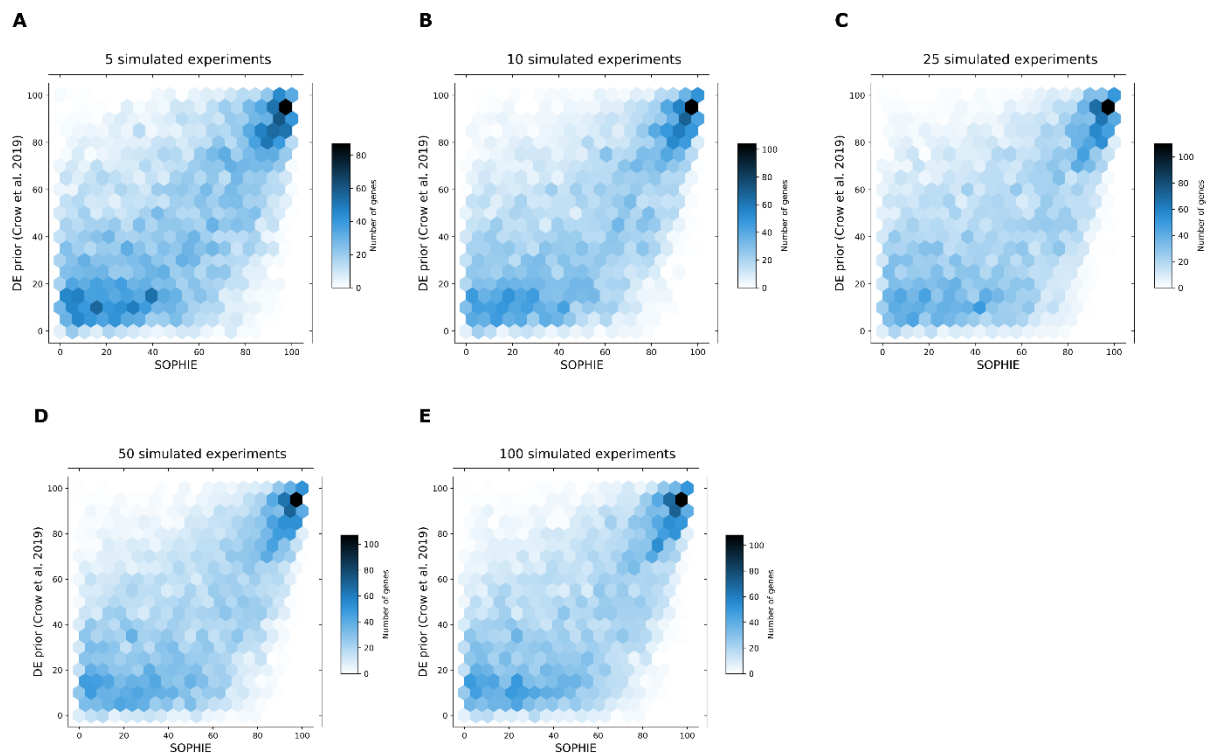 A
5 simulated experiments
DE prior (Crow et al. 2019)
100
80
60
40
20
0
0 20 40 60 80 100
SOPHIE
80
60
40
20
0
Number of genes
B
10 simulated experiments
DE prior (Crow et al. 2019)
100
80
60
40
20
0
0 20 40 60 80 100
SOPHIE
100
80
60
40
20
0
Number of genes
C
25 simulated experiments
DE prior (Crow et al. 2019)
100
80
60
40
20
0
0 20 40 60 80 100
SOPHIE
100
80
60
40
20
0
Number of genes
D
50 simulated experiments
DE prior (Crow et al. 2019)
100
80
60
40
20
0
0 20 40 60 80 100
SOPHIE
100
80
60
40
20
0
Number of genes
E
100 simulated experiments
DE prior (Crow et al. 2019)
100
80
60
40
20
0
0 20 40 60 80 100
SOPHIE
100
80
60
40
20
0
Number of genes